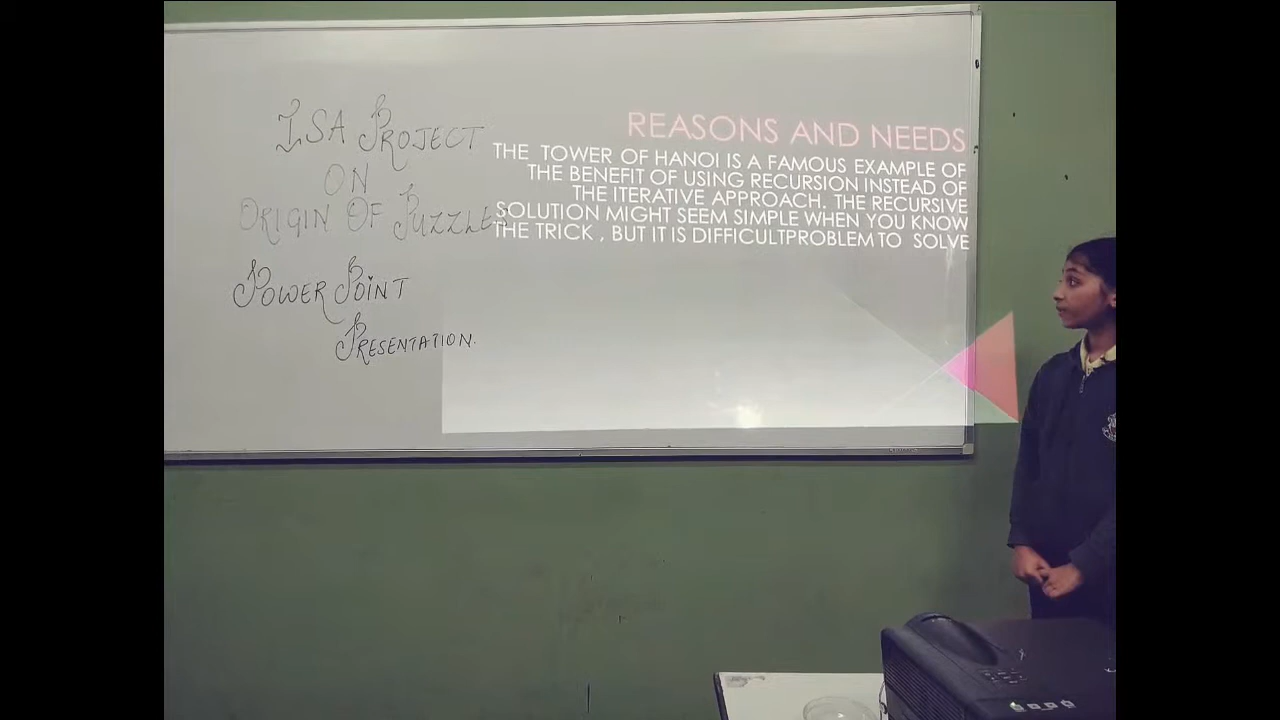 ISA PROJECT
ON
ORIGIN OF PUZZLES
POWER POINT
PRESENTATION.
REASONS AND NEEDS
THE TOWER OF HANOI IS A FAMOUS EXAMPLE OF
THE BENEFIT OF USING RECURSION INSTEAD OF
THE ITERATIVE APPROACH. THE RECURSIVE
SOLUTION MIGHT SEEM SIMPLE WHEN YOU KNOW
THE TRICK , BUT IT IS DIFFICULTPROBLEM TO SOLVE